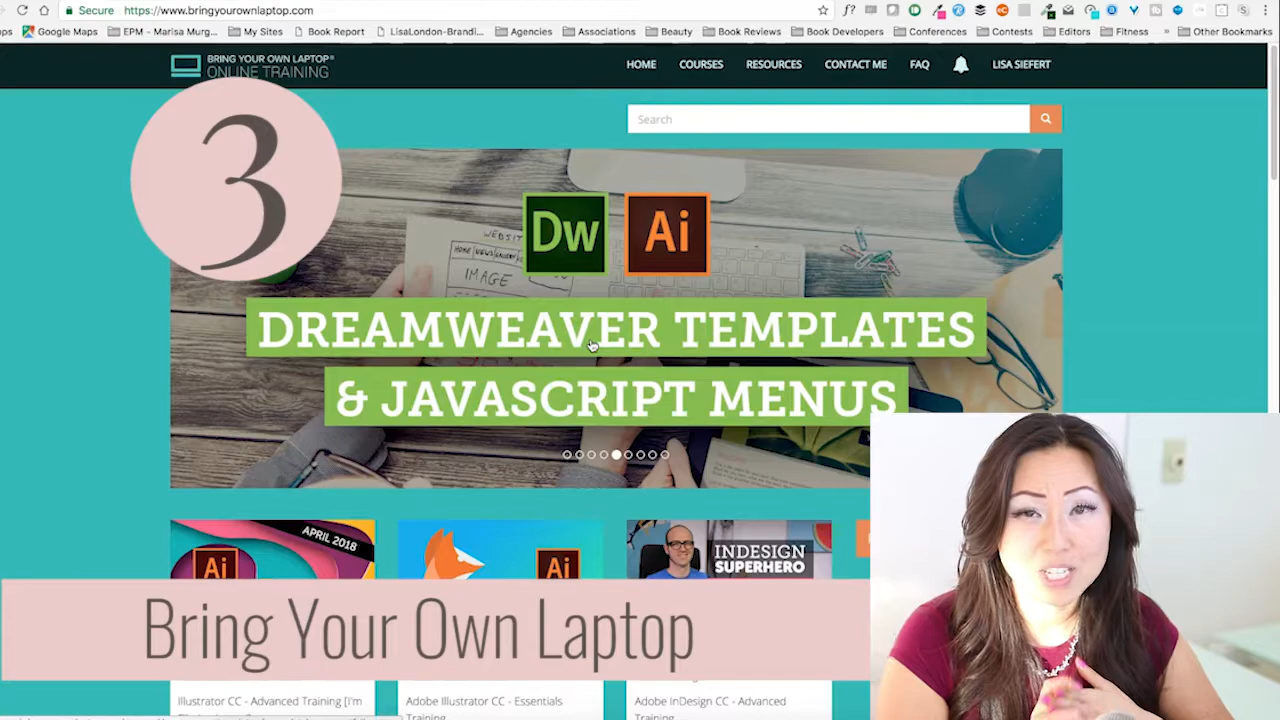 Secure https://www.bringyourownlaptop.com
Google Maps EPM - Marisa Murg... My Sites Book Report LisaLondon-Brandi... Agencies Associations Beauty Book Reviews Book Developers Conferences Contests Editors Fitness » Other Bookmarks
BRING YOUR OWN LAPTOP®
ONLINE TRAINING
HOME COURSES RESOURCES CONTACT ME FAQ LISA SIEFERT
Search
3
Dw Ai
WEBSITE
IMAGE
DREAMWEAVER TEMPLATES
& JAVASCRIPT MENUS
APRIL 2018
Ai
Ai
INDESIGN
SUPERHERO
Bring Your Own Laptop
Illustrator CC - Advanced Training [I'm
Adobe Illustrator CC - Essentials
Training
Adobe InDesign CC - Advanced
Training